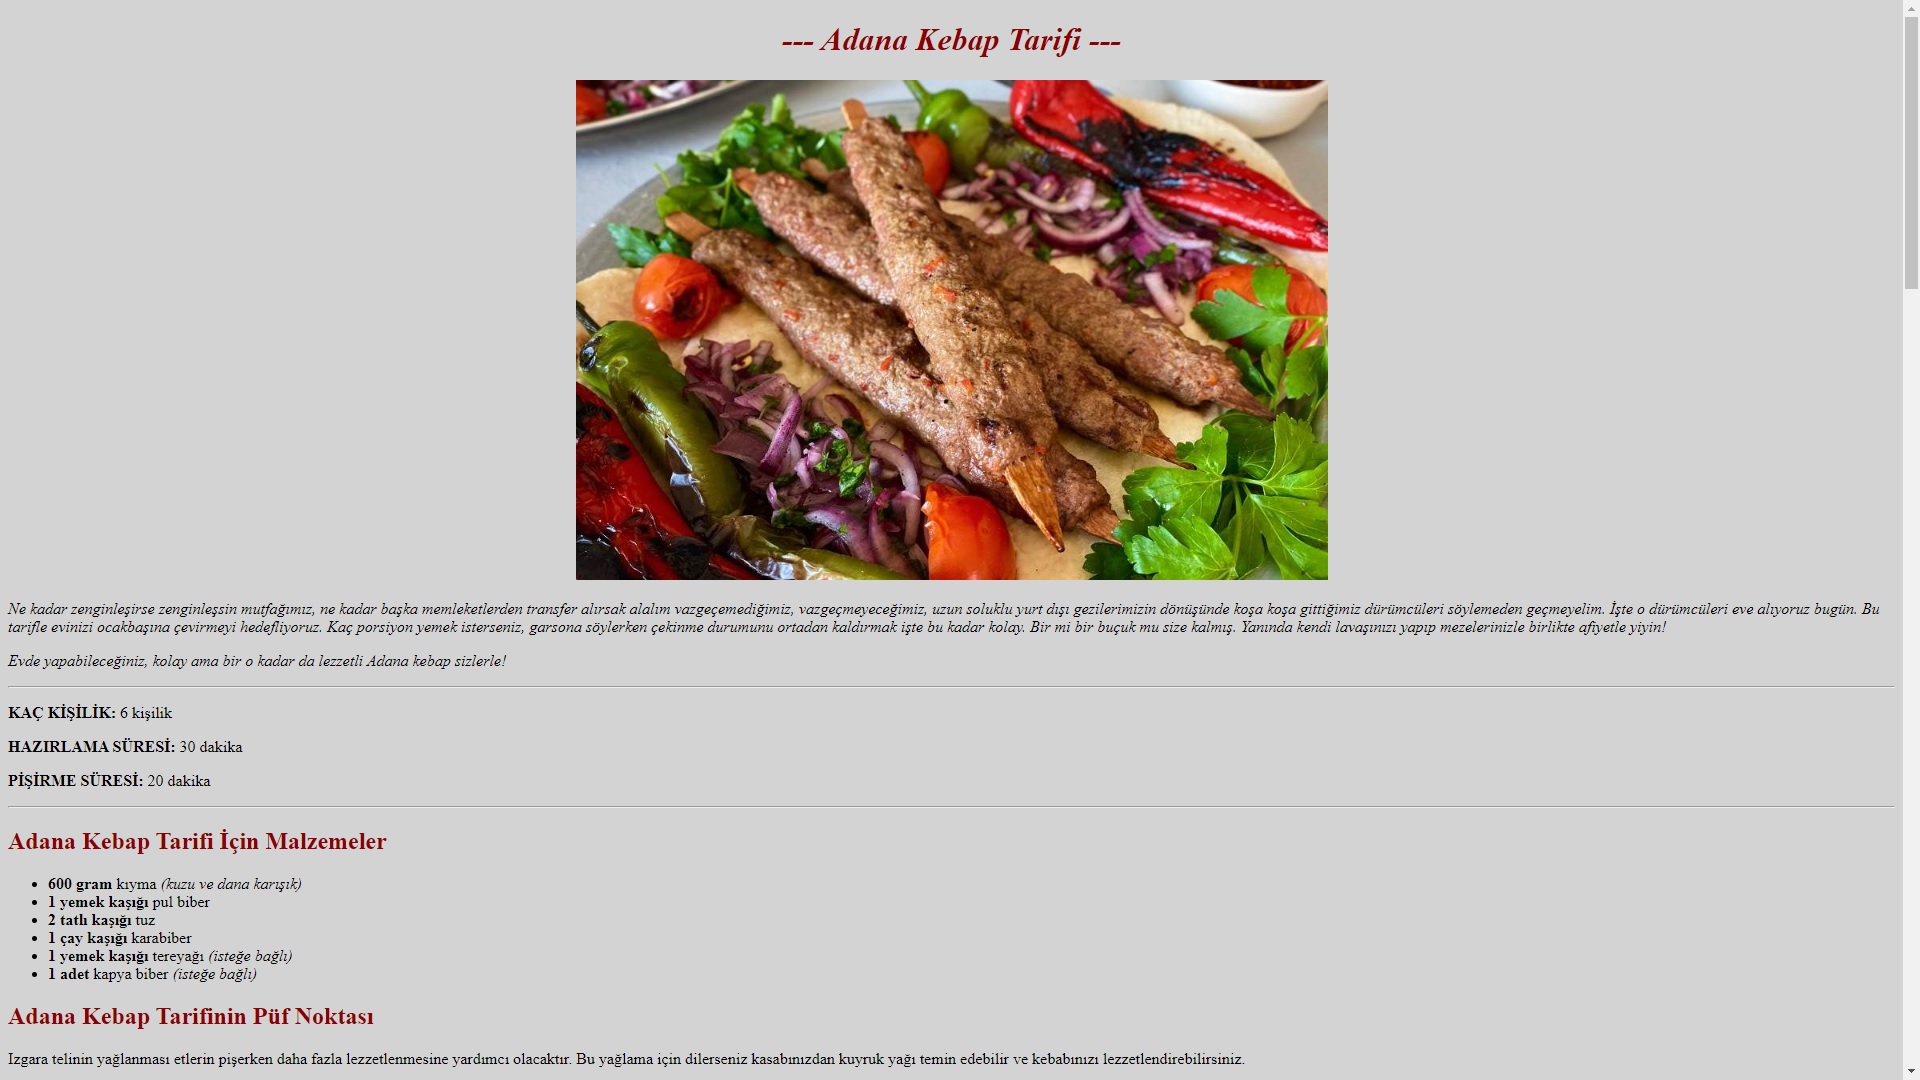 --- Adana Kebap Tarifi ---
Ne kadar zenginleşirse zenginleşsin mutfağımız, ne kadar başka memleketlerden transfer alırsak alalım vazgeçemediğimiz, vazgeçmeyeceğimiz, uzun soluklu yurt dışı gezilerimizin dönüşünde koşa koşa gittiğimiz dürümcüleri söylemeden geçmeyelim. İşte o dürümcüleri eve alıyoruz bugün. Bu
tarifle evinizi ocakbaşına çevirmeyi hedefliyoruz. Kaç porsiyon yemek isterseniz, garsona söylerken çekinme durumunu ortadan kaldırmak işte bu kadar kolay. Bir mi bir buçuk mu size kalmış. Yanında kendi lavaşınızı yapıp mezelerinizle birlikte afiyetle yiyin!
Evde yapabileceğiniz, kolay ama bir o kadar da lezzetli Adana kebap sizlerle!
KAÇ KİŞİLİK: 6 kişilik
HAZIRLAMA SÜRESİ: 30 dakika
PİŞİRME SÜRESİ: 20 dakika
Adana Kebap Tarifi İçin Malzemeler
• 600 gram kıyma (kuzu ve dana karışık)
• 1 yemek kaşığı pul biber
• 2 tatlı kaşığı tuz
• 1 çay kaşığı karabiber
• 1 yemek kaşığı tereyağı (isteğe bağlı)
• 1 adet kapya biber (isteğe bağlı)
Adana Kebap Tarifinin Püf Noktası
Izgara telinin yağlanması etlerin pişerken daha fazla lezzetlenmesine yardımcı olacaktır. Bu yağlama için dilerseniz kasabınızdan kuyruk yağı temin edebilir ve kebabınızı lezzetlendirebilirsiniz.